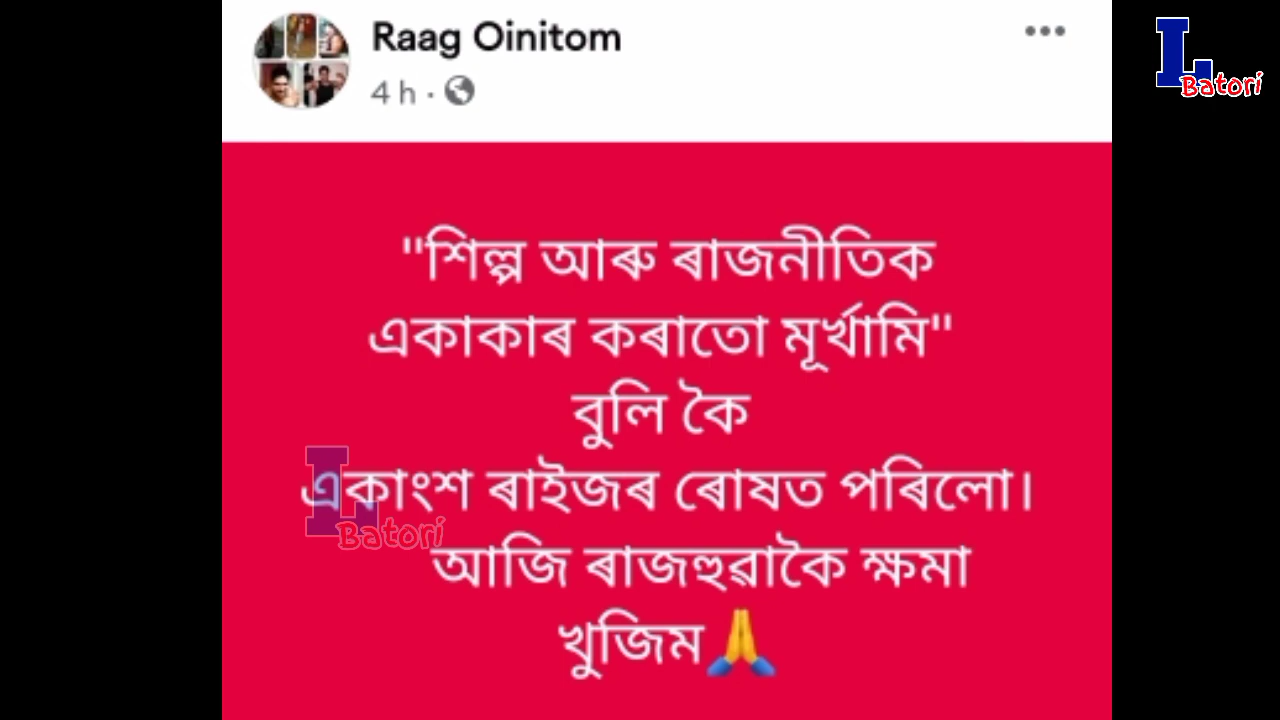 Raag Oinitom
4 h ·
L
Batori
"শিল্প আৰু ৰাজনীতিক
একাকাৰ কৰাতো মূৰ্খামি"
বুলি কৈ
একাংশ ৰাইজৰ ৰোষত পৰিলো।
L
Batori
আজি ৰাজহুৱাকৈ ক্ষমা
খুজিম🙏